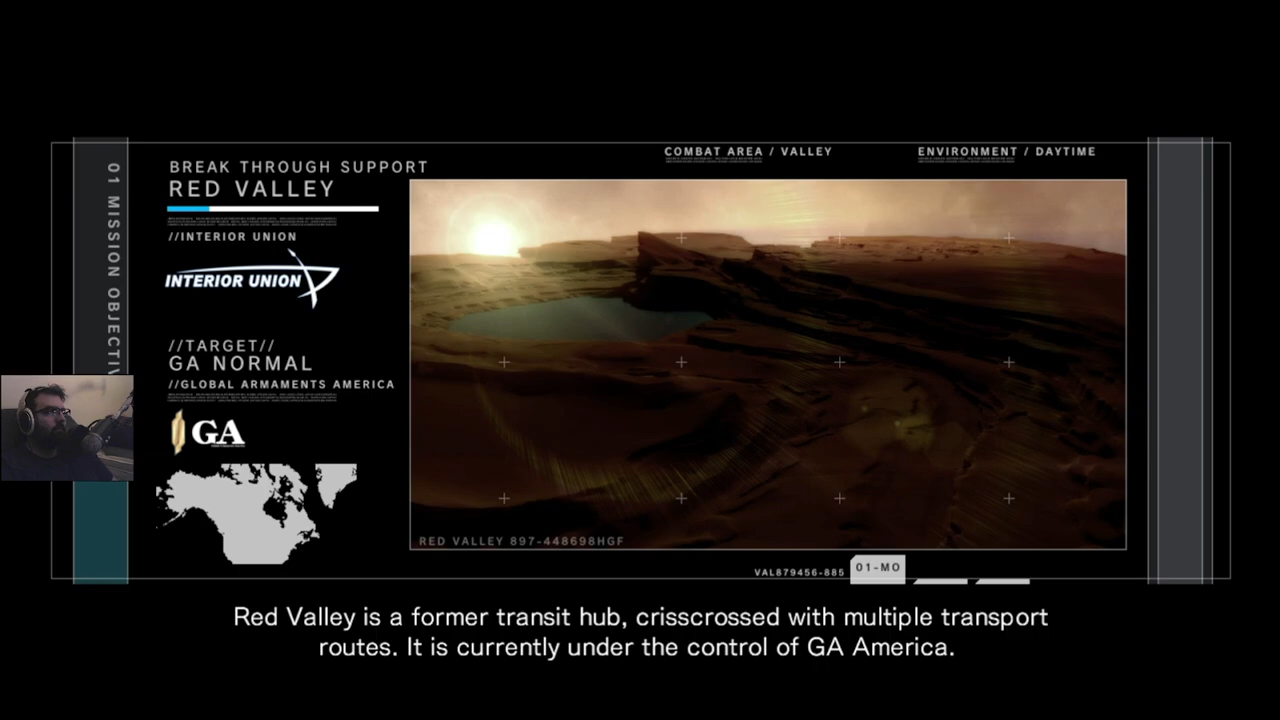 COMBAT AREA / VALLEY
ENVIRONMENT / DAYTIME
01 MISSION OBJECTIV
BREAK THROUGH SUPPORT
RED VALLEY
//INTERIOR UNION
INTERIOR UNION
//TARGET//
GA NORMAL
//GLOBAL ARMAMENTS AMERICA
GA
RED VALLEY 897-448698HGF
VAL879456-885
01-MO
Red Valley is a former transit hub, crisscrossed with multiple transport
routes. It is currently under the control of GA America.